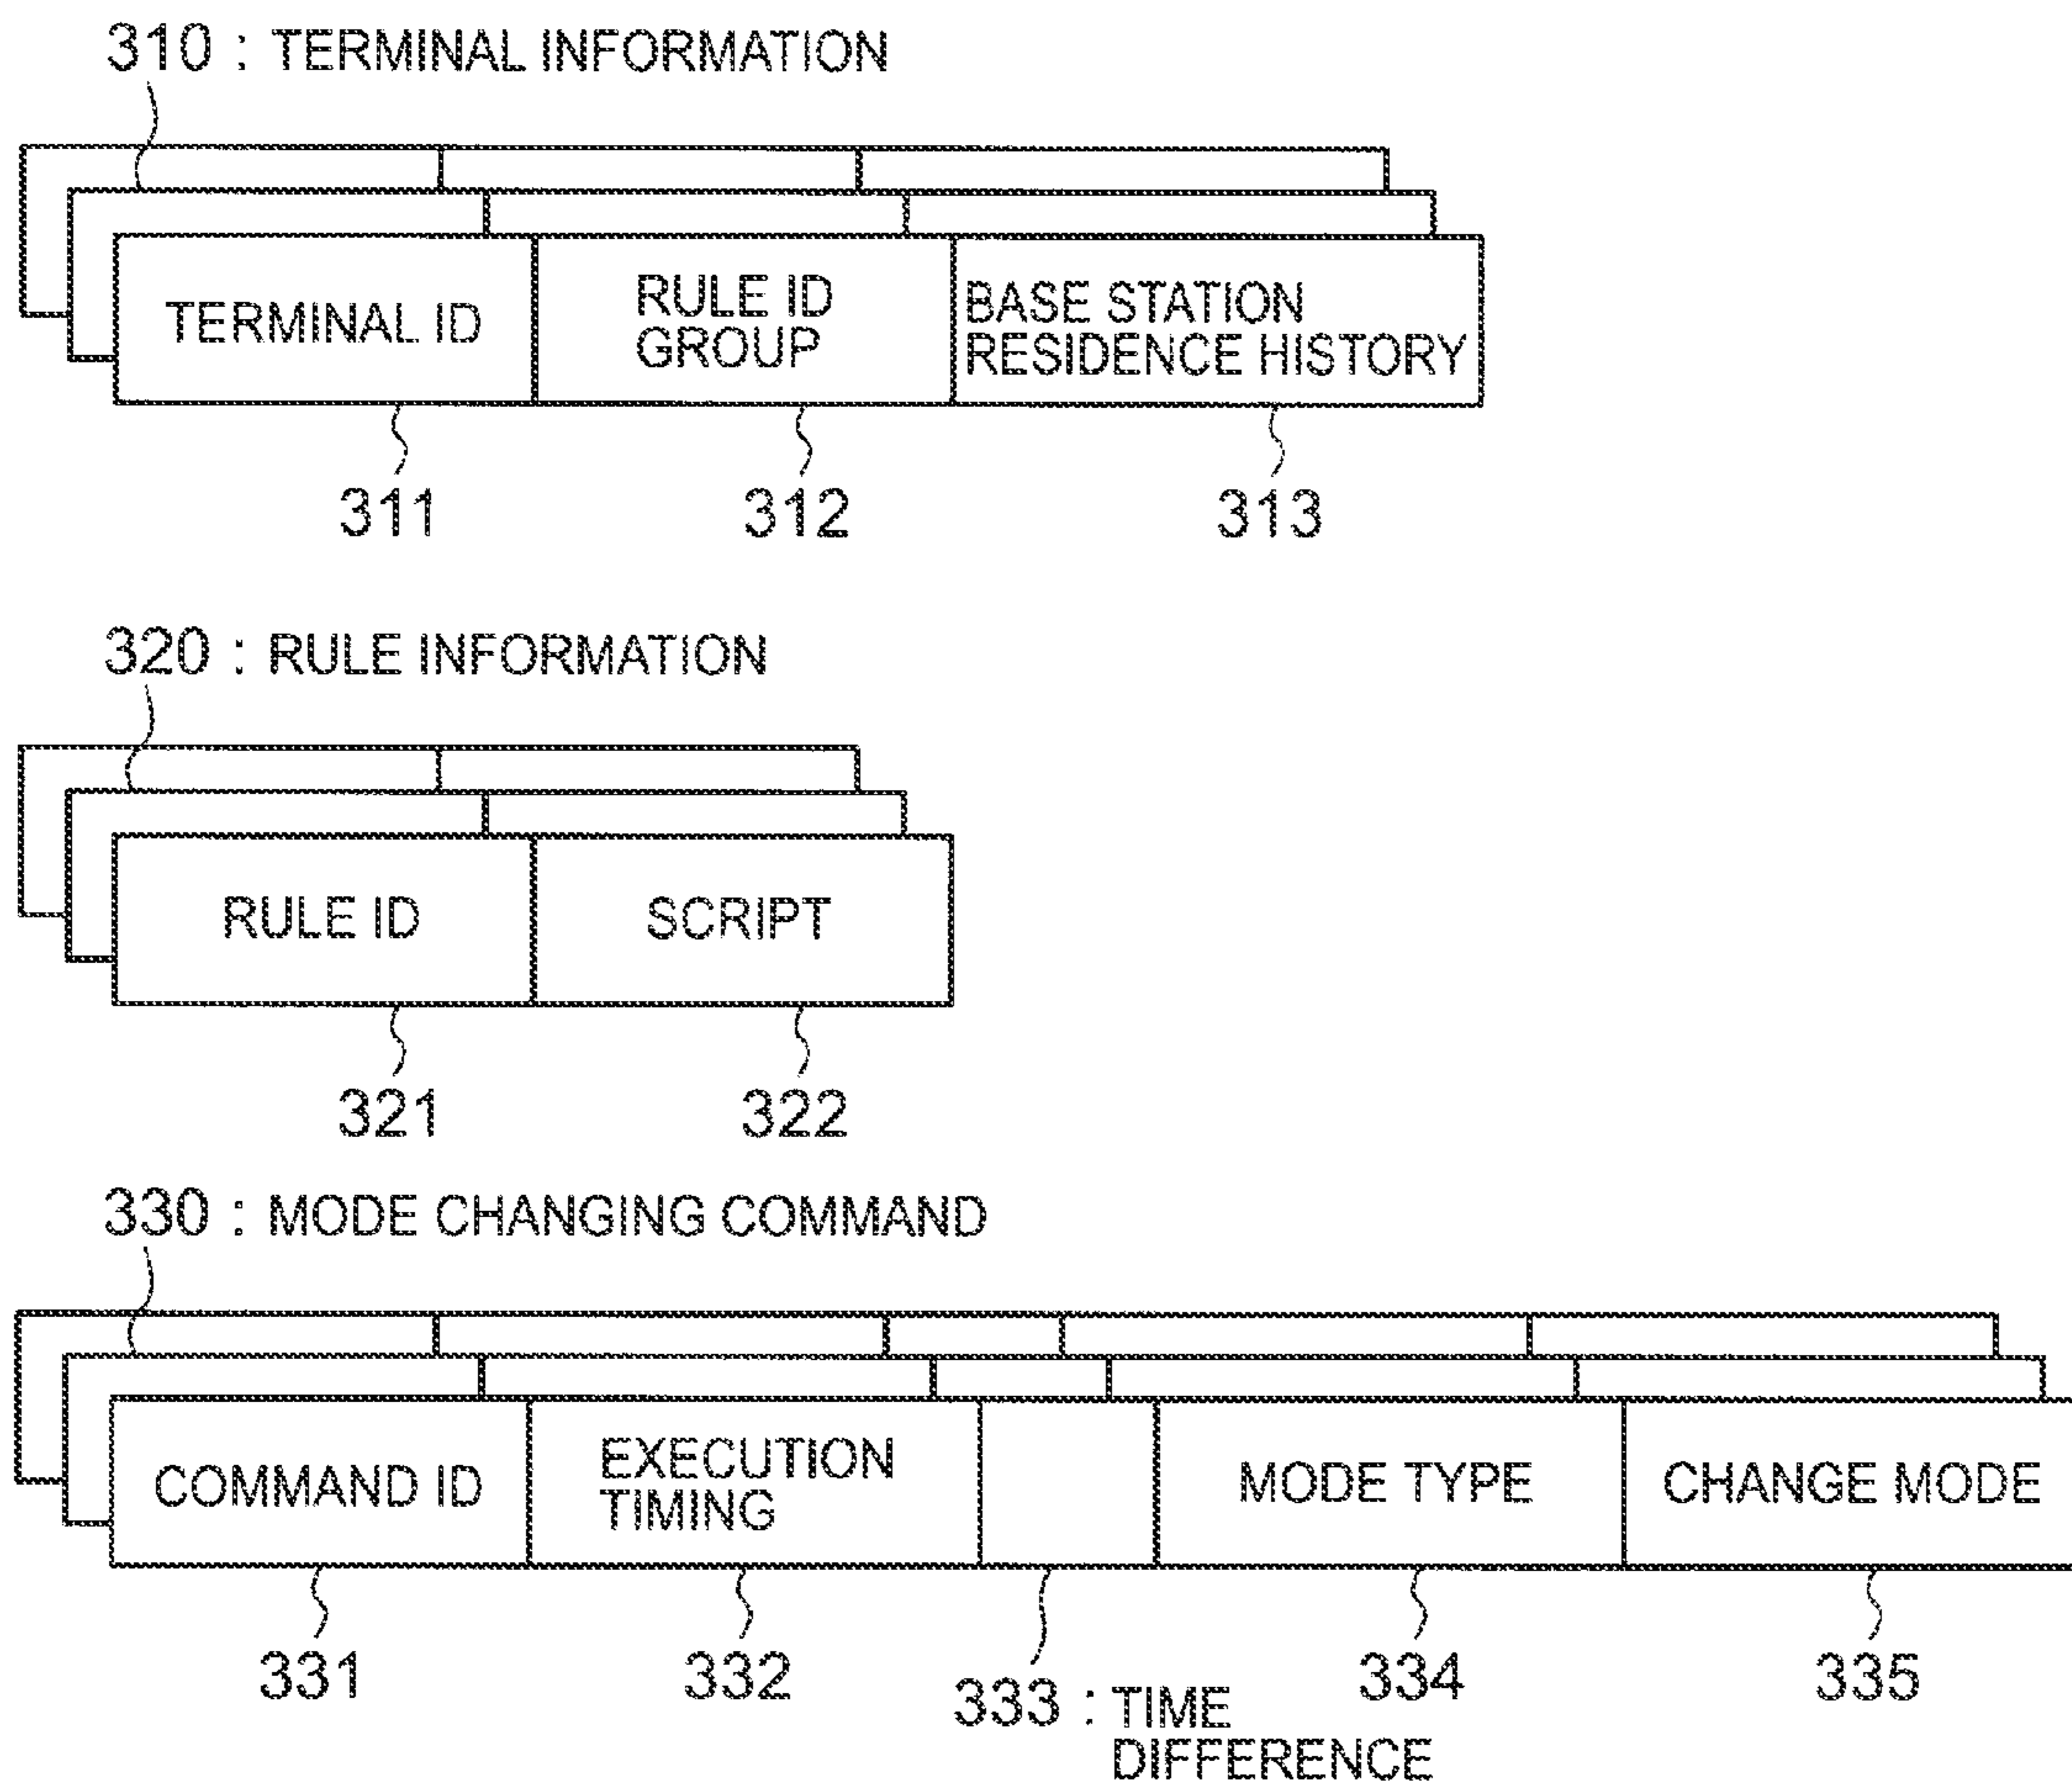 310 : TERMINAL INFORMATION
TERMINAL ID
RULE ID
GROUP
BASE STATION
RESIDENCE HISTORY
311
312
313
320 : RULE INFORMATION
RULE ID
SCRIPT
321
322
330 : MODE CHANGING COMMAND
COMMAND ID
EXECUTION
TIMING
MODE TYPE
CHANGE MODE
331
332
333 : TIME
DIFFERENCE
334
335